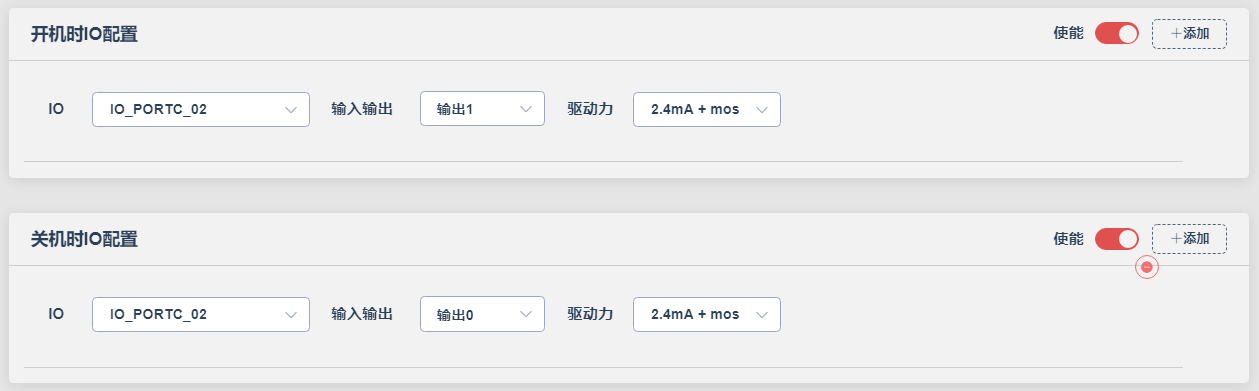 开机时IO配置 使能 +添加
IO IO_PORTC_02 输入输出 输出1 驱动力 2.4mA + mos
关机时IO配置 使能 +添加
IO IO_PORTC_02 输入输出 输出0 驱动力 2.4mA + mos